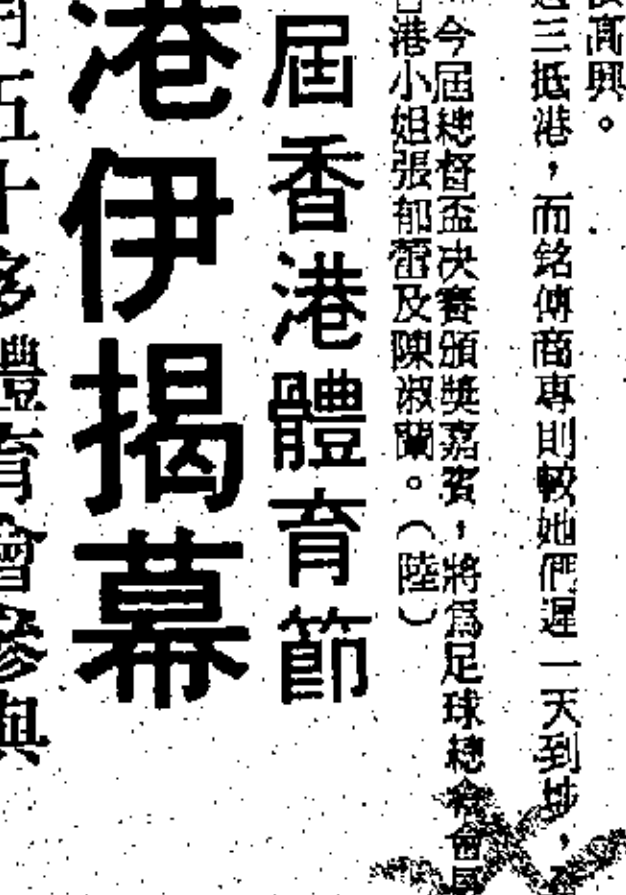 高興。
三抵港，而銘傳商專則較她們遲一天到埗，
今屆總督盃决賽頒獎嘉賓，將爲足球總會
港小姐張郁蕾及陳淑蘭。（陸）
屆香港體育節
港伊揭幕
五十多體育會參與